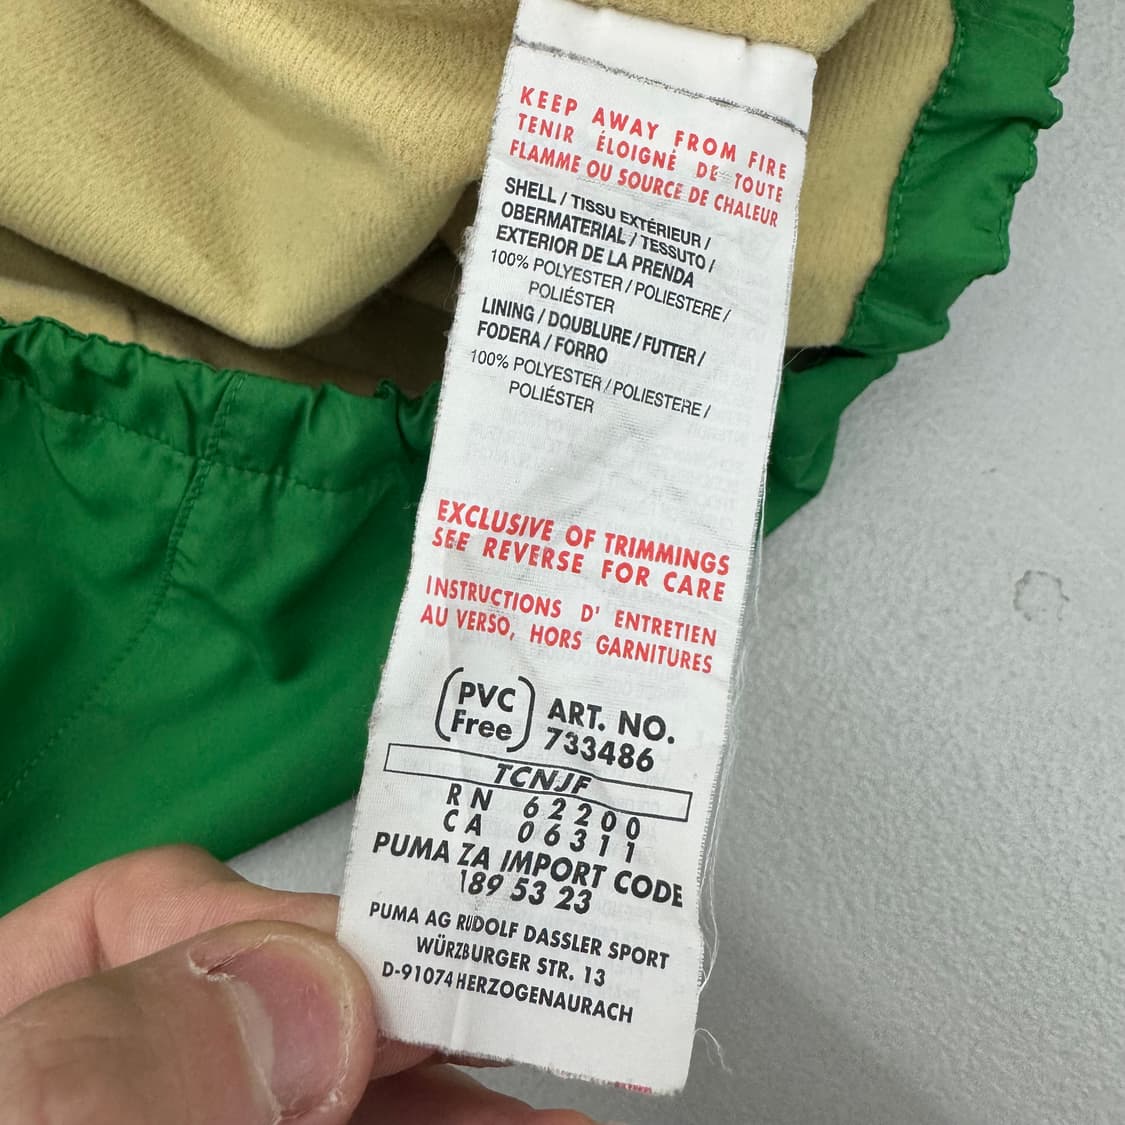 KEEP AWAY FROM FIRE
TENIR ÉLOIGNÉ DE TOUTE
FLAMME OU SOURCE DE CHALEUR
SHELL / TISSU EXTÉRIEUR /
OBERMATERIAL / TESSUTO /
EXTERIOR DE LA PRENDA
100% POLYESTER / POLIESTERE /
POLIÉSTER
LINING / DOUBLURE / FUTTER /
FODERA / FORRO
100% POLYESTER / POLIESTERE /
POLIÉSTER
EXCLUSIVE OF TRIMMINGS
SEE REVERSE FOR CARE
INSTRUCTIONS D' ENTRETIEN
AU VERSO, HORS GARNITURES
(PVC Free) ART. NO.
733486
TCNJF
RN 62200
CA 06311
PUMA ZA IMPORT CODE
189 53 23
PUMA AG RUDOLF DASSLER SPORT
WÜRZBURGER STR. 13
D-91074 HERZOGENAURACH